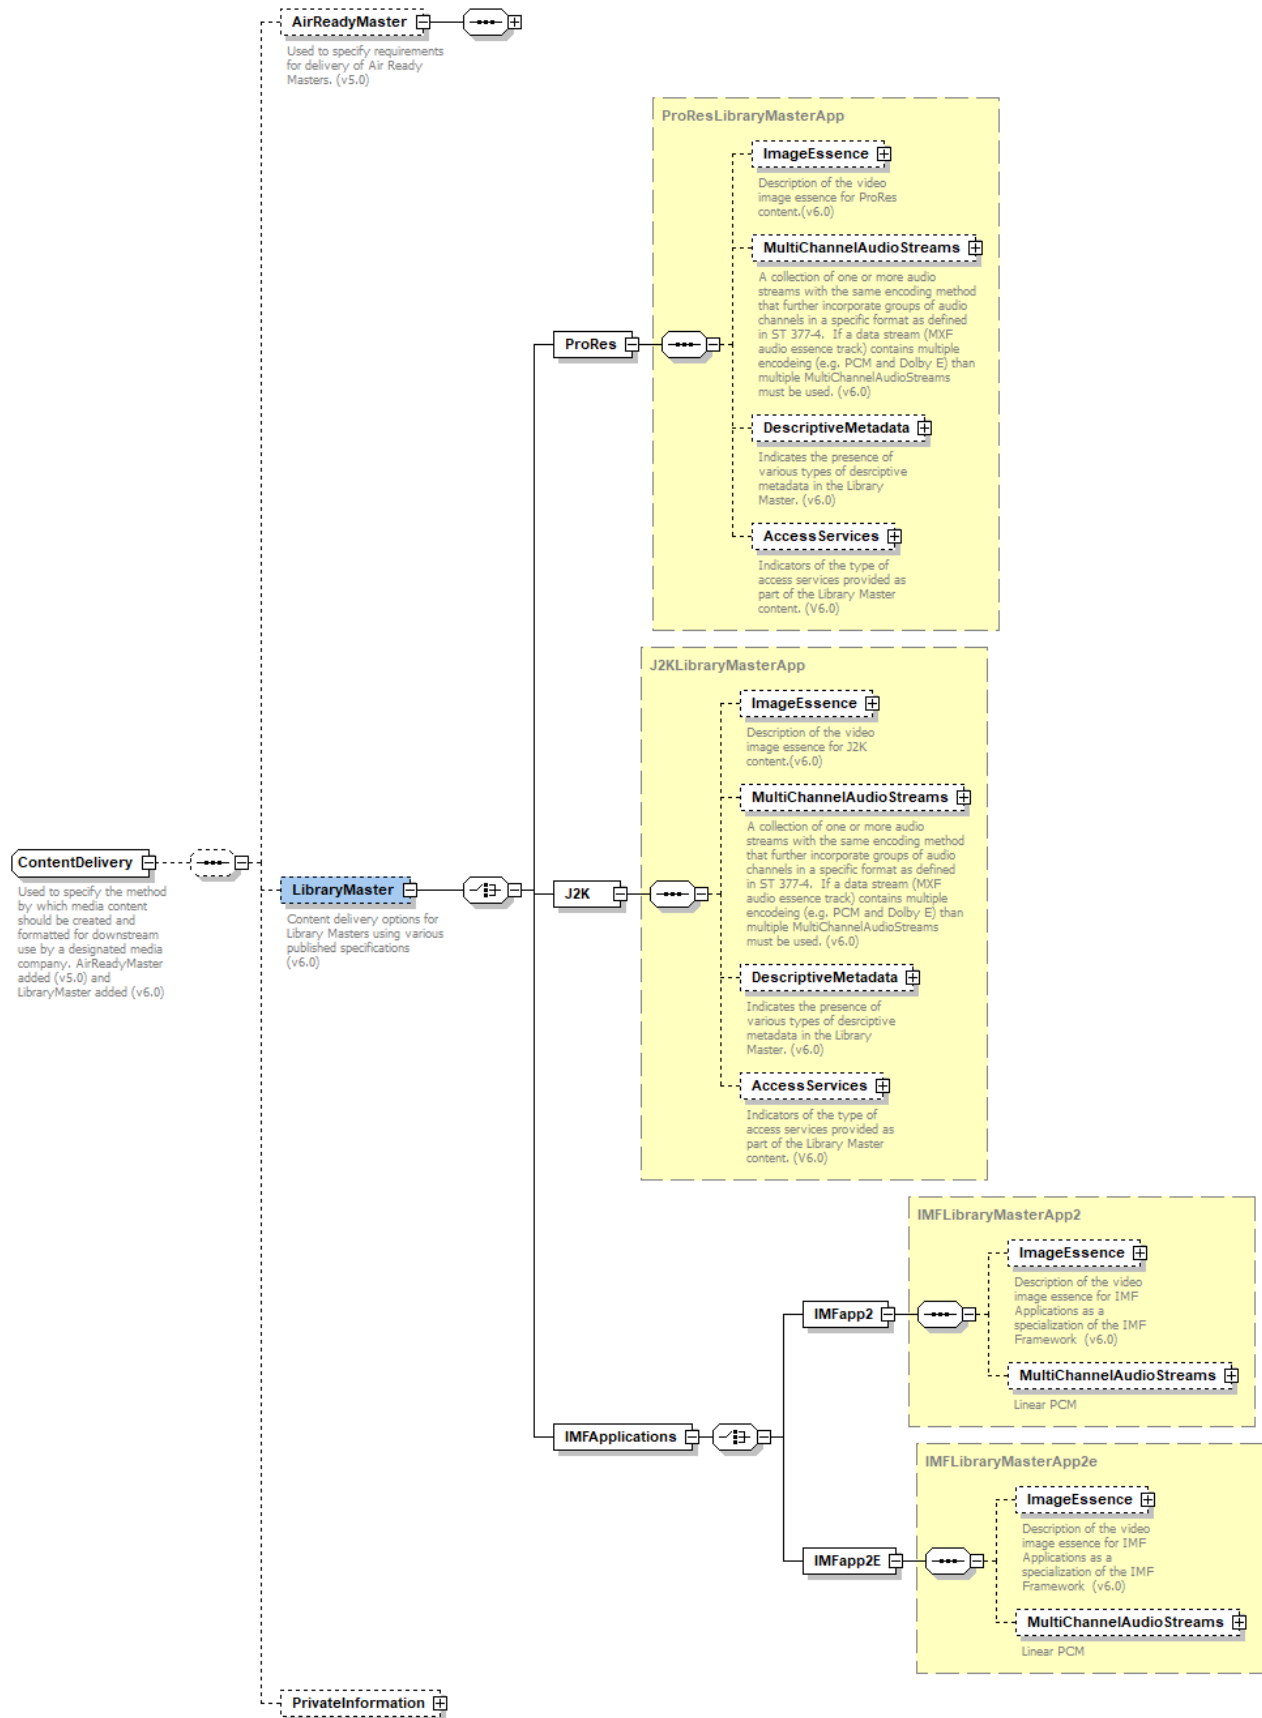 AirReadyMaster
Used to specify requirements
for delivery of Air Ready
Masters. (v5.0)
ProResLibraryMasterApp
ImageEssence
Description of the video
image essence for ProRes
content.(v6.0)
MultiChannelAudioStreams
A collection of one or more audio
streams with the same encoding method
that further incorporate groups of audio
channels in a specific format as defined
in ST 377-4.  If a data stream (MXF
audio essence track) contains multiple
encodeing (e.g. PCM and Dolby E) than
multiple MultiChannelAudioStreams
must be used. (v6.0)
ProRes
DescriptiveMetadata
Indicates the presence of
various types of desrciptive
metadata in the Library
Master. (v6.0)
AccessServices
Indicators of the type of
access services provided as
part of the Library Master
content. (V6.0)
J2KLibraryMasterApp
ImageEssence
Description of the video
image essence for J2K
content.(v6.0)
MultiChannelAudioStreams
A collection of one or more audio
streams with the same encoding method
that further incorporate groups of audio
channels in a specific format as defined
in ST 377-4.  If a data stream (MXF
audio essence track) contains multiple
encodeing (e.g. PCM and Dolby E) than
multiple MultiChannelAudioStreams
must be used. (v6.0)
ContentDelivery
Used to specify the method
by which media content
should be created and
formatted for downstream
use by a designated media
company. AirReadyMaster
added (v5.0) and
LibraryMaster added (v6.0)
LibraryMaster
Content delivery options for
Library Masters using various
published specifications
(v6.0)
J2K
DescriptiveMetadata
Indicates the presence of
various types of desrciptive
metadata in the Library
Master. (v6.0)
AccessServices
Indicators of the type of
access services provided as
part of the Library Master
content. (V6.0)
IMFLibraryMasterApp2
ImageEssence
Description of the video
image essence for IMF
Applications as a
specialization of the IMF
Framework  (v6.0)
IMFapp2
MultiChannelAudioStreams
Linear PCM
IMFApplications
IMFLibraryMasterApp2e
ImageEssence
Description of the video
image essence for IMF
Applications as a
specialization of the IMF
Framework  (v6.0)
IMFapp2E
MultiChannelAudioStreams
Linear PCM
PrivateInformation